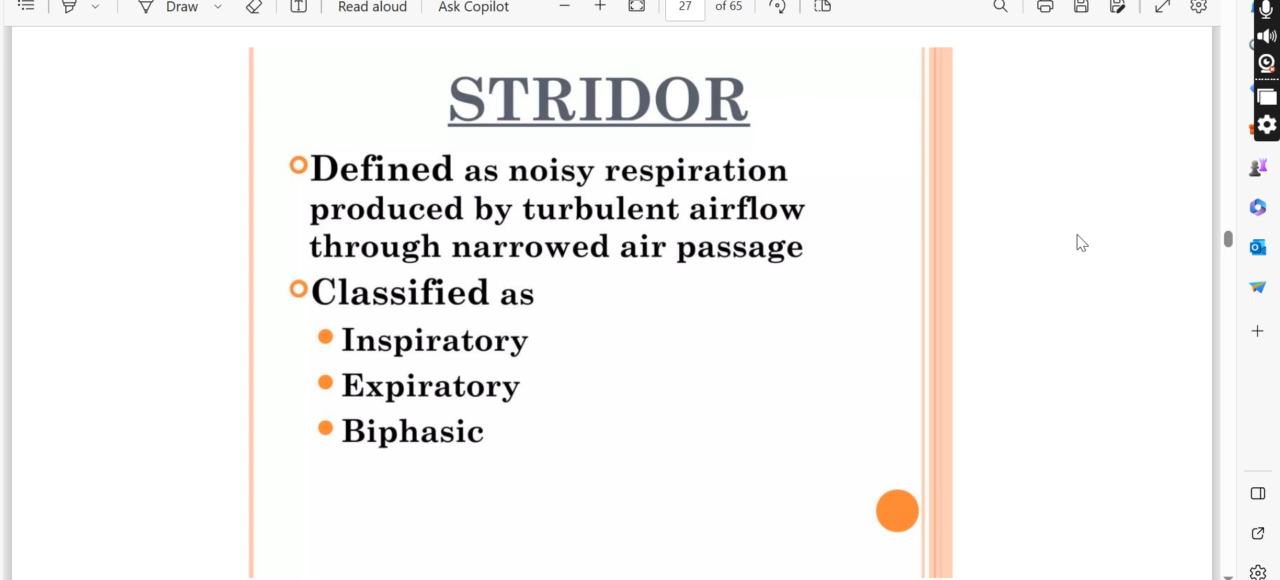 Draw
Read aloud
Ask Copilot
27
of 65
STRIDOR
Defined as noisy respiration
produced by turbulent airflow
through narrowed air passage
Classified as
Inspiratory
Expiratory
Biphasic